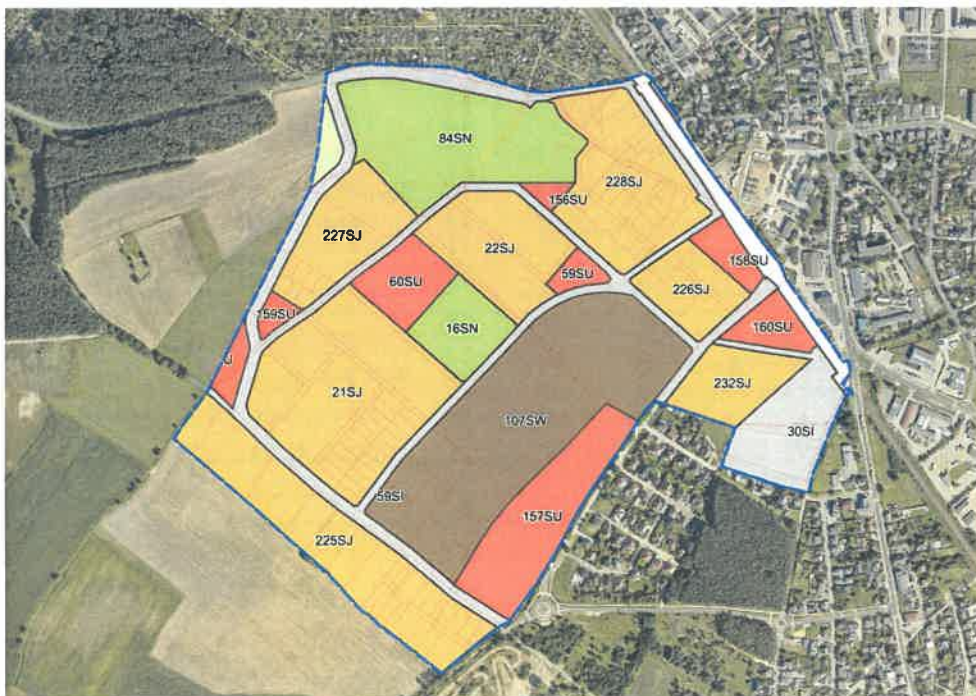 84SN
228SJ
156SU
227SJ
22SJ
158SU
60SU
59SU
226SJ
159SU
16SN
160SU
U
21SJ
232SJ
107SW
30SI
59SI
157SU
225SJ